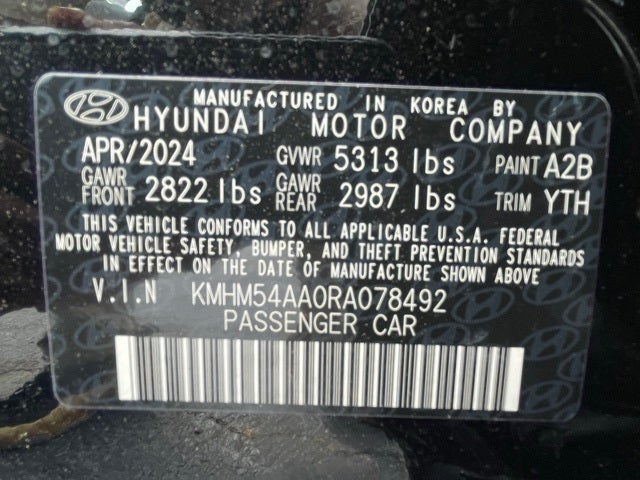 MANUFACTURED IN KOREA BY
HYUNDAI MOTOR COMPANY
APR/2024 GVWR 5313 lbs PAINT A2B
GAWR FRONT 2822 lbs GAWR REAR 2987 lbs TRIM YTH
THIS VEHICLE CONFORMS TO ALL APPLICABLE U.S.A. FEDERAL
MOTOR VEHICLE SAFETY, BUMPER, AND THEFT PREVENTION STANDARDS
IN EFFECT ON THE DATE OF MANUFACTURE SHOWN ABOVE
V.I.N KMHM54AA0RA078492
PASSENGER CAR